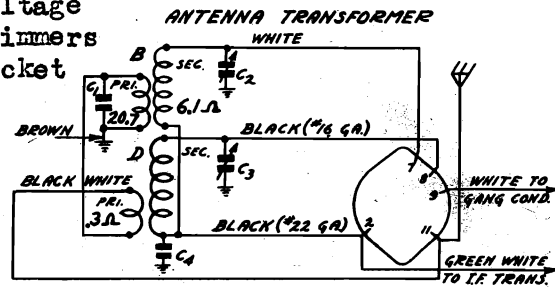 ltage
immers
cket
ANTENNA TRANSFORMER
WHITE
B
SEC.
C2
PRI.
C1
20.7
6.1Ω
BROWN
BLACK (#16 GA.)
D
SEC.
C3
7
8
9
WHITE TO
GANG COND.
BLACK WHITE
PRI.
.3Ω
BLACK (#22 GA)
2
11
C4
GREEN WHITE
TO I.F. TRANS.